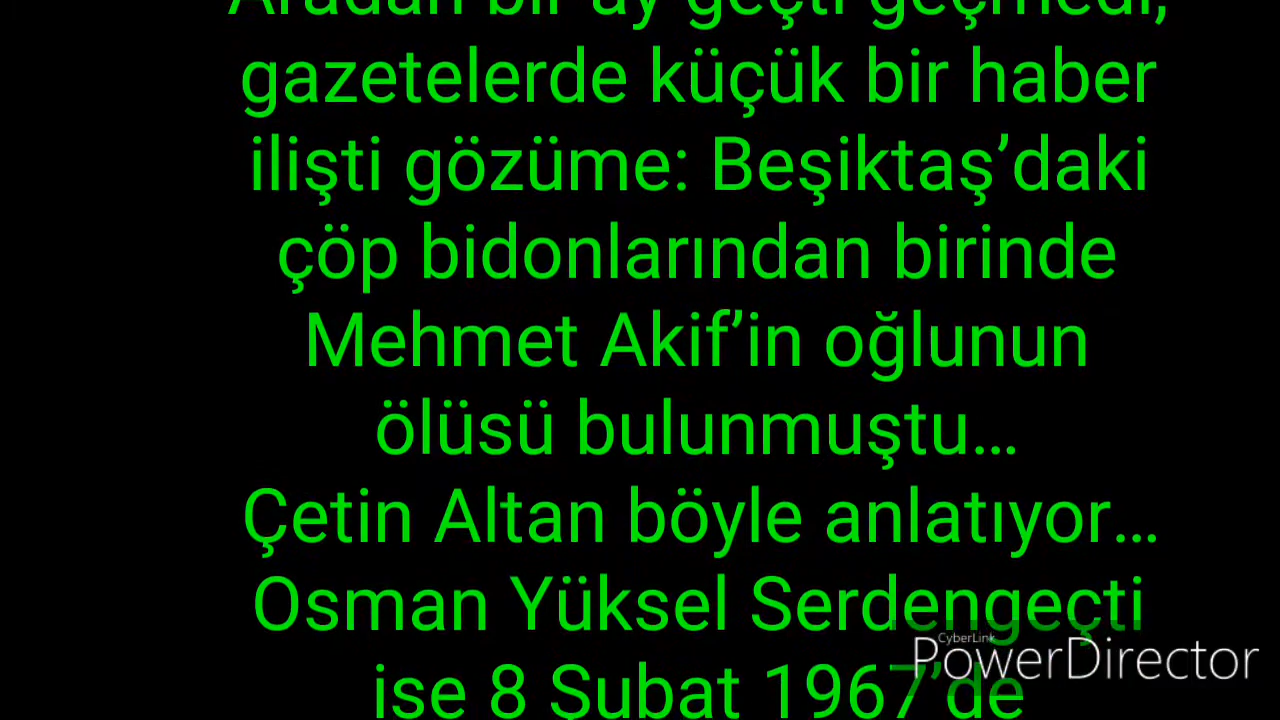 Aradan bir ay geçti geçmedi,
gazetelerde küçük bir haber
ilişti gözüme: Beşiktaş’daki
çöp bidonlarından birinde
Mehmet Akif’in oğlunun
ölüsü bulunmuştu…
Çetin Altan böyle anlatıyor…
Osman Yüksel Serdengeçti
ise 8 Şubat 1967’de
CyberLink
PowerDirector